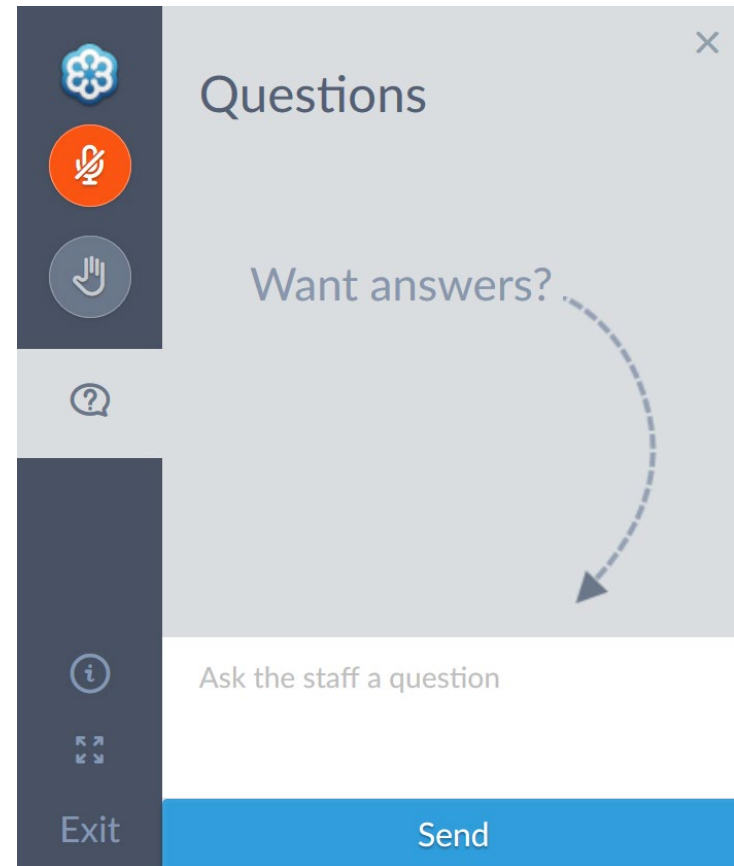 Questions
Want answers?
Ask the staff a question
Exit
Send